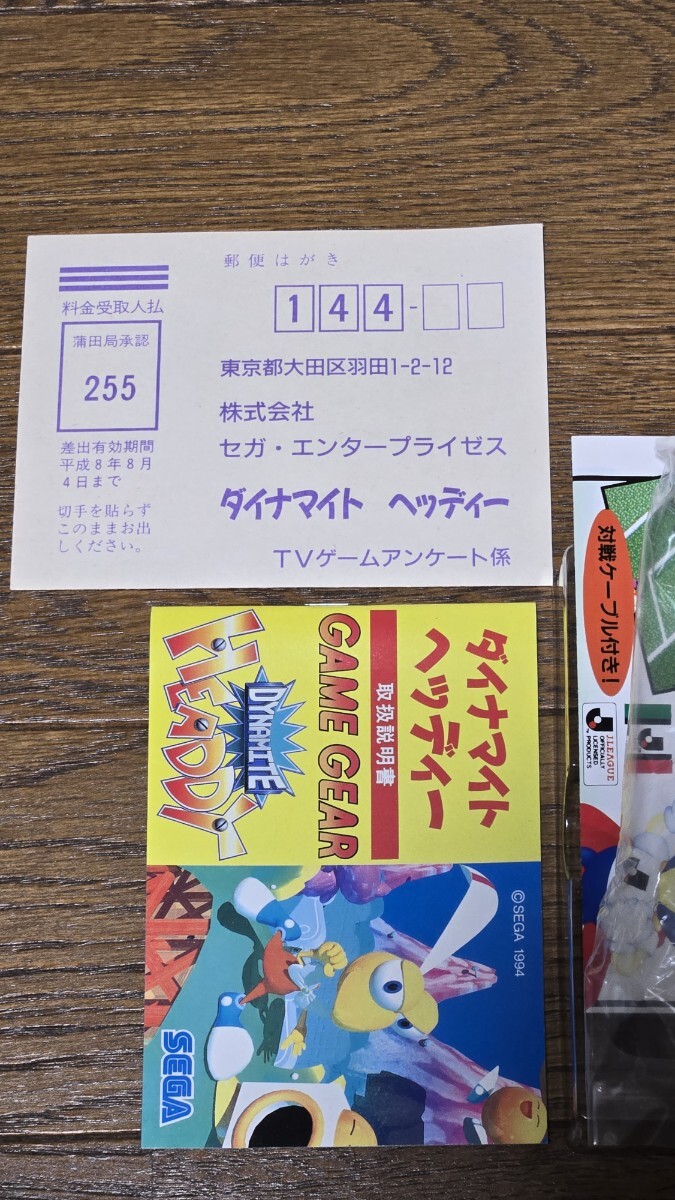 郵便はがき
料金受取人払
蒲田局承認
255
差出有効期間
平成8年8月
4日まで
切手を貼らず
このままお出
しください。
144-
東京都大田区羽田1-2-12
株式会社
セガ・エンタープライゼス
ダイナマイト ヘッディー
TVゲームアンケート係
ダイナマイト
ヘッディー
取扱説明書
GAME GEAR
DYNAMITE
HEADDY
©SEGA 1994
SEGA
対戦ケーブル付き!
J.LEAGUE
OFFICIALLY
LICENSED
PRODUCTS